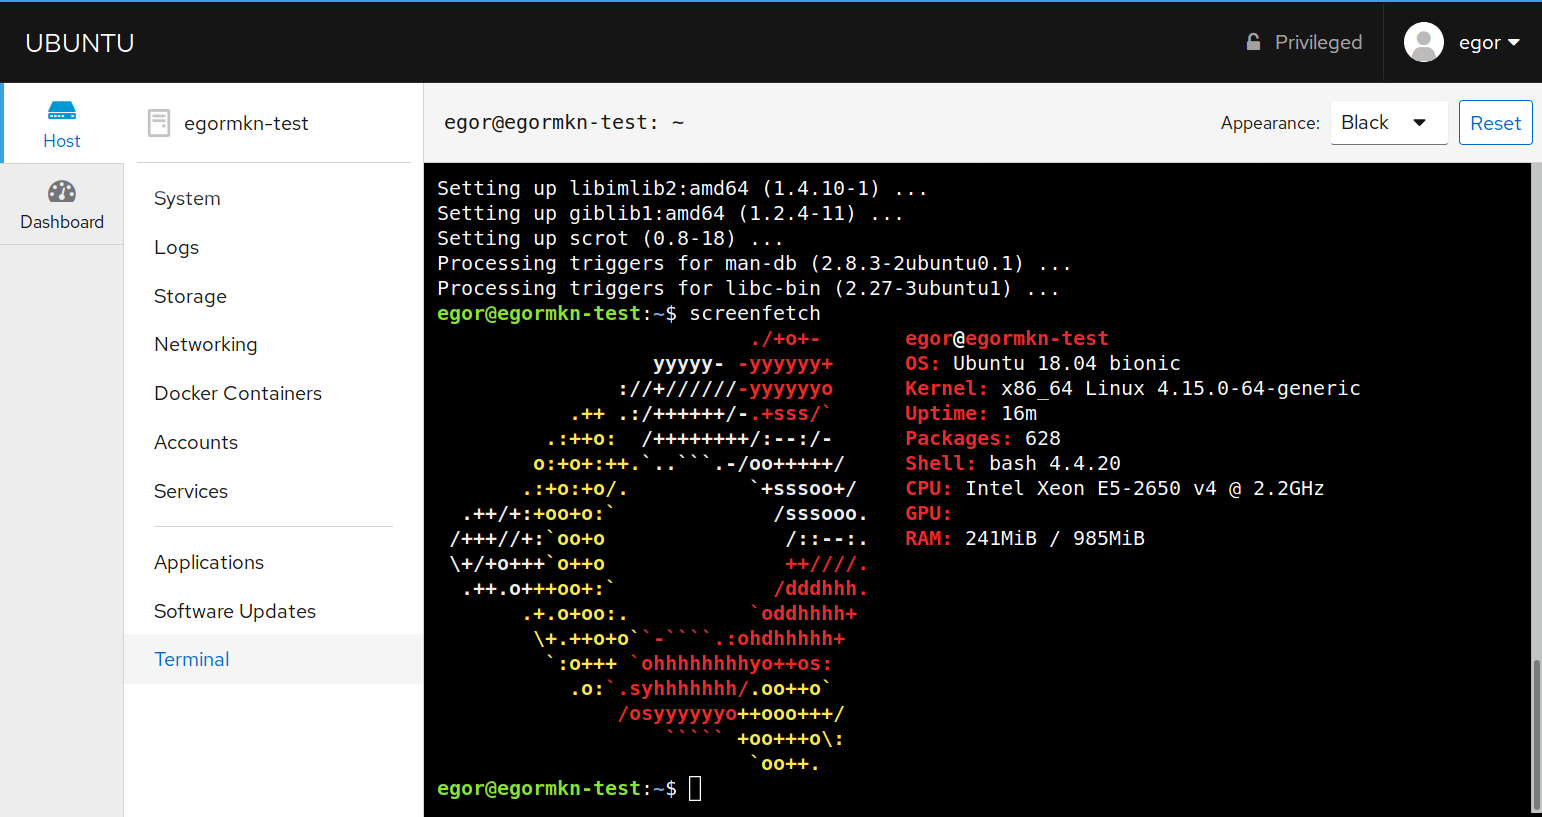 UBUNTU
Privileged
egor
Host
Dashboard
egormkn-test
System
Logs
Storage
Networking
Docker Containers
Accounts
Services
Applications
Software Updates
Terminal
egor@egormkn-test: ~
Appearance: Black Reset
Setting up libimlib2:amd64 (1.4.10-1) ...
Setting up giblib1:amd64 (1.2.4-11) ...
Setting up scrot (0.8-18) ...
Processing triggers for man-db (2.8.3-2ubuntu0.1) ...
Processing triggers for libc-bin (2.27-3ubuntu1) ...
egor@egormkn-test:~$ screenfetch
                          ./+o+-       egor@egormkn-test
                  yyyyy- -yyyyyy+      OS: Ubuntu 18.04 bionic
               ://+//////-yyyyyyo      Kernel: x86_64 Linux 4.15.0-64-generic
           .++ .:/++++++/-.+sss/`      Uptime: 16m
         .:++o:  /++++++++/:--:/-      Packages: 628
        o:+o+:++.`..```.-/oo+++++/     Shell: bash 4.4.20
       .:+o:+o/.          `+sssoo+/    CPU: Intel Xeon E5-2650 v4 @ 2.2GHz
  .++/+:+oo+o:`             /sssooo.   GPU:
 /+++//+:`oo+o               /::--:.   RAM: 241MiB / 985MiB
 \+/+o+++`o++o               ++////.
  .++.o+++oo+:`             /dddhhh.
       .+.o+oo:.          `oddhhhh+
        \+.++o+o``-````.:ohdhhhhh+
         `:o+++ `ohhhhhhhhyo++os:
           .o:`.syhhhhhhh/.oo++o`
               /osyyyyyyo++ooo+++/
                   ````` +oo+++o\:
                          `oo++.
egor@egormkn-test:~$